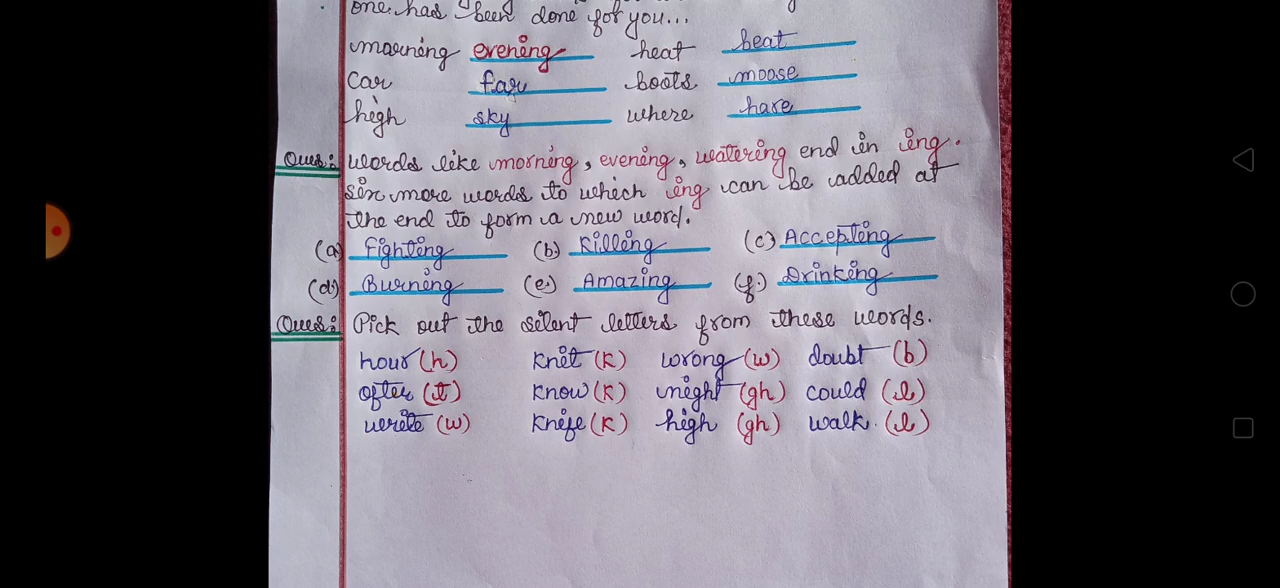 one has been done for you...
morning evening heat beat
car far boots moose
high sky where hare
Ques: Words like morning, evening, watering end in ing.
Six more words to which ing can be added at
the end to form a new word.
(a) Fighting (b) Killing (c) Accepting
(d) Burning (e) Amazing (f.) Drinking
Ques: Pick out the silent letters from these words.
hour (h) Knit (K) wrong (w) doubt (b)
often (t) know (K) night (gh) could (l)
write (w) Knife (K) high (gh) walk. (l)